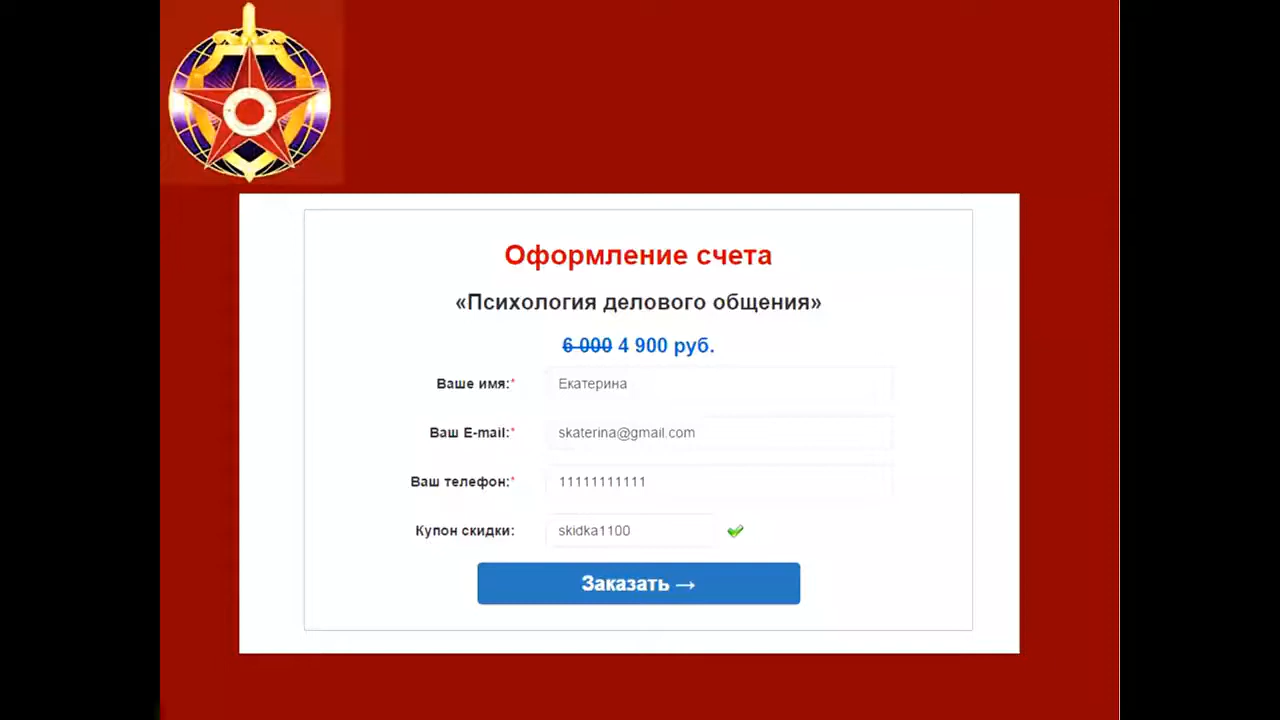 Оформление счета
«Психология делового общения»
6 000 4 900 руб.
Ваше имя:* Екатерина
Ваш E-mail:* skaterina@gmail.com
Ваш телефон:* 11111111111
Купон скидки: skidka1100
Заказать →